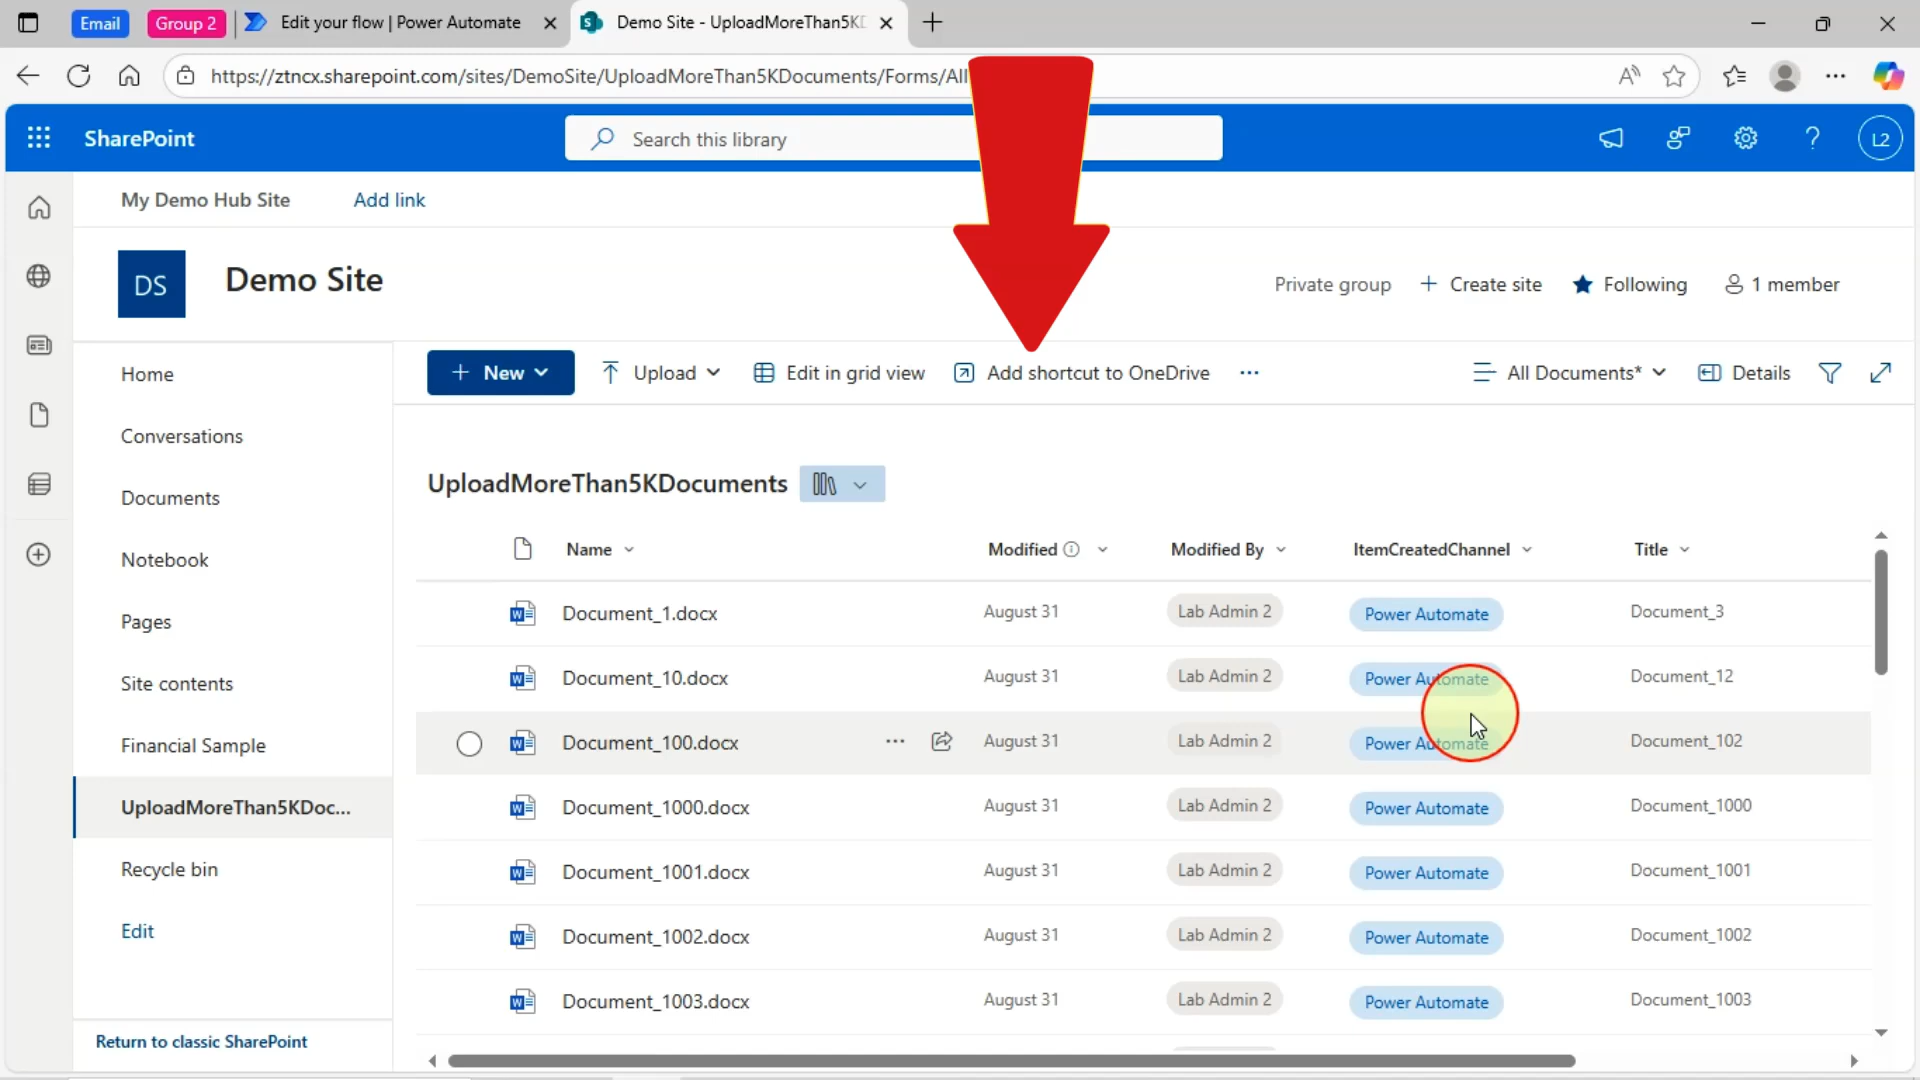 Email
Group 2
Edit your flow | Power Automate
Demo Site - UploadMoreThan5KD
https://ztncx.sharepoint.com/sites/DemoSite/UploadMoreThan5KDocuments/Forms/All
SharePoint
Search this library
L2
My Demo Hub Site
Add link
DS
Demo Site
Private group
Create site
Following
1 member
Home
Conversations
Documents
Notebook
Pages
Site contents
Financial Sample
UploadMoreThan5KDoc...
Recycle bin
Edit
Return to classic SharePoint
New
Upload
Edit in grid view
Add shortcut to OneDrive
All Documents*
Details
UploadMoreThan5KDocuments
Name Modified Modified By ItemCreatedChannel Title
Document_1.docx August 31 Lab Admin 2 Power Automate Document_3
Document_10.docx August 31 Lab Admin 2 Power Automate Document_12
Document_100.docx August 31 Lab Admin 2 Power Automate Document_102
Document_1000.docx August 31 Lab Admin 2 Power Automate Document_1000
Document_1001.docx August 31 Lab Admin 2 Power Automate Document_1001
Document_1002.docx August 31 Lab Admin 2 Power Automate Document_1002
Document_1003.docx August 31 Lab Admin 2 Power Automate Document_1003